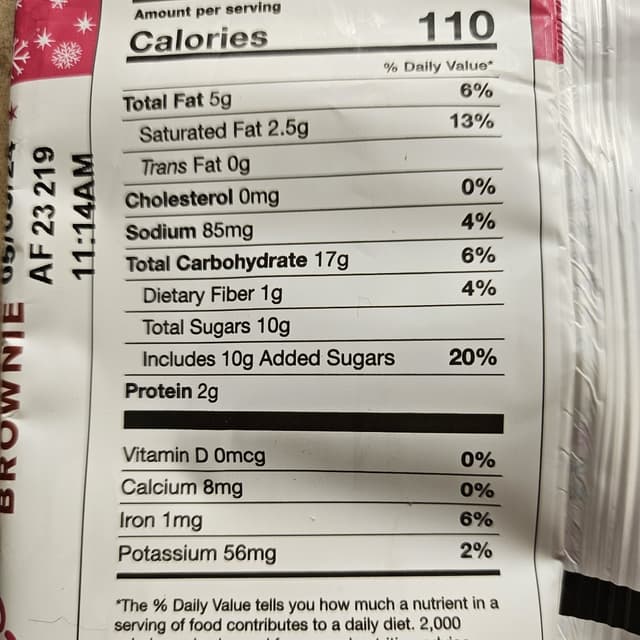 Amount per serving
Calories 110
% Daily Value*
Total Fat 5g 6%
Saturated Fat 2.5g 13%
Trans Fat 0g
Cholesterol 0mg 0%
Sodium 85mg 4%
Total Carbohydrate 17g 6%
Dietary Fiber 1g 4%
Total Sugars 10g
Includes 10g Added Sugars 20%
Protein 2g
Vitamin D 0mcg 0%
Calcium 8mg 0%
Iron 1mg 6%
Potassium 56mg 2%
*The % Daily Value tells you how much a nutrient in a
serving of food contributes to a daily diet. 2,000
AF 23 219
11:14AM
BROWNIE